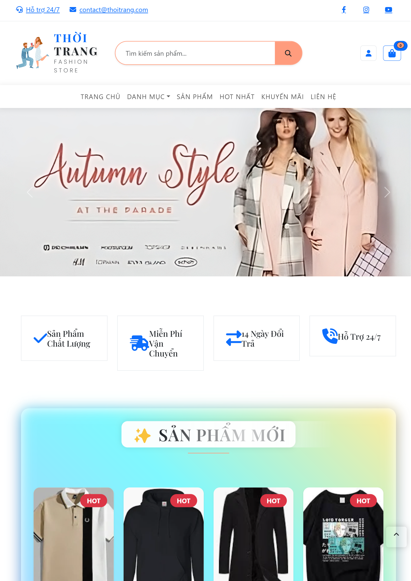 Hỗ trợ 24/7 contact@thoitrang.com
THỜI
TRANG
FASHION
STORE
Tìm kiếm sản phẩm...
0
TRANG CHỦ DANH MỤC SẢN PHẨM HOT NHẤT KHUYẾN MÃI LIÊN HỆ
Autumn Style
AT THE PARADE
H&M
Sản Phẩm
Chất Lượng
Miễn Phí
Vận
Chuyển
14 Ngày Đổi
Trả
Hỗ Trợ 24/7
SẢN PHẨM MỚI
HOT HOT HOT HOT